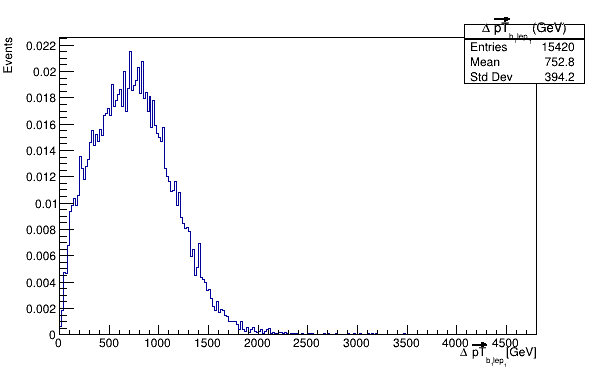 Δ pT b₁lep₁ (GeV)
Entries 15420
Mean 752.8
Std Dev 394.2
Events
0.022
0.02
0.018
0.016
0.014
0.012
0.01
0.008
0.006
0.004
0.002
0
0 500 1000 1500 2000 2500 3000 3500 4000 4500
Δ pT b₁lep₁ [GeV]